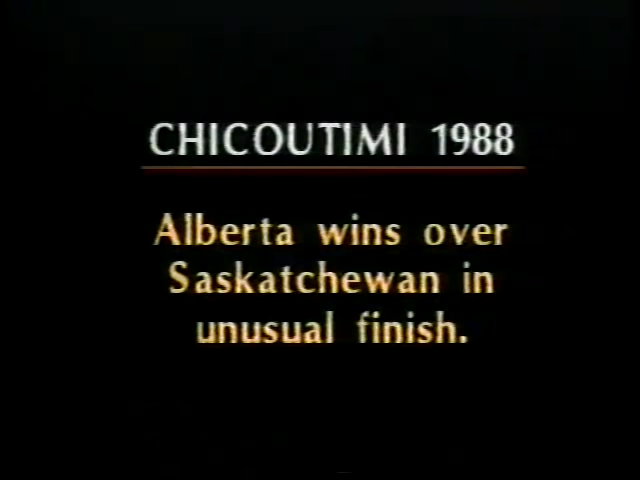 CHICOUTIMI 1988
Alberta wins over
Saskatchewan in
unusual finish.